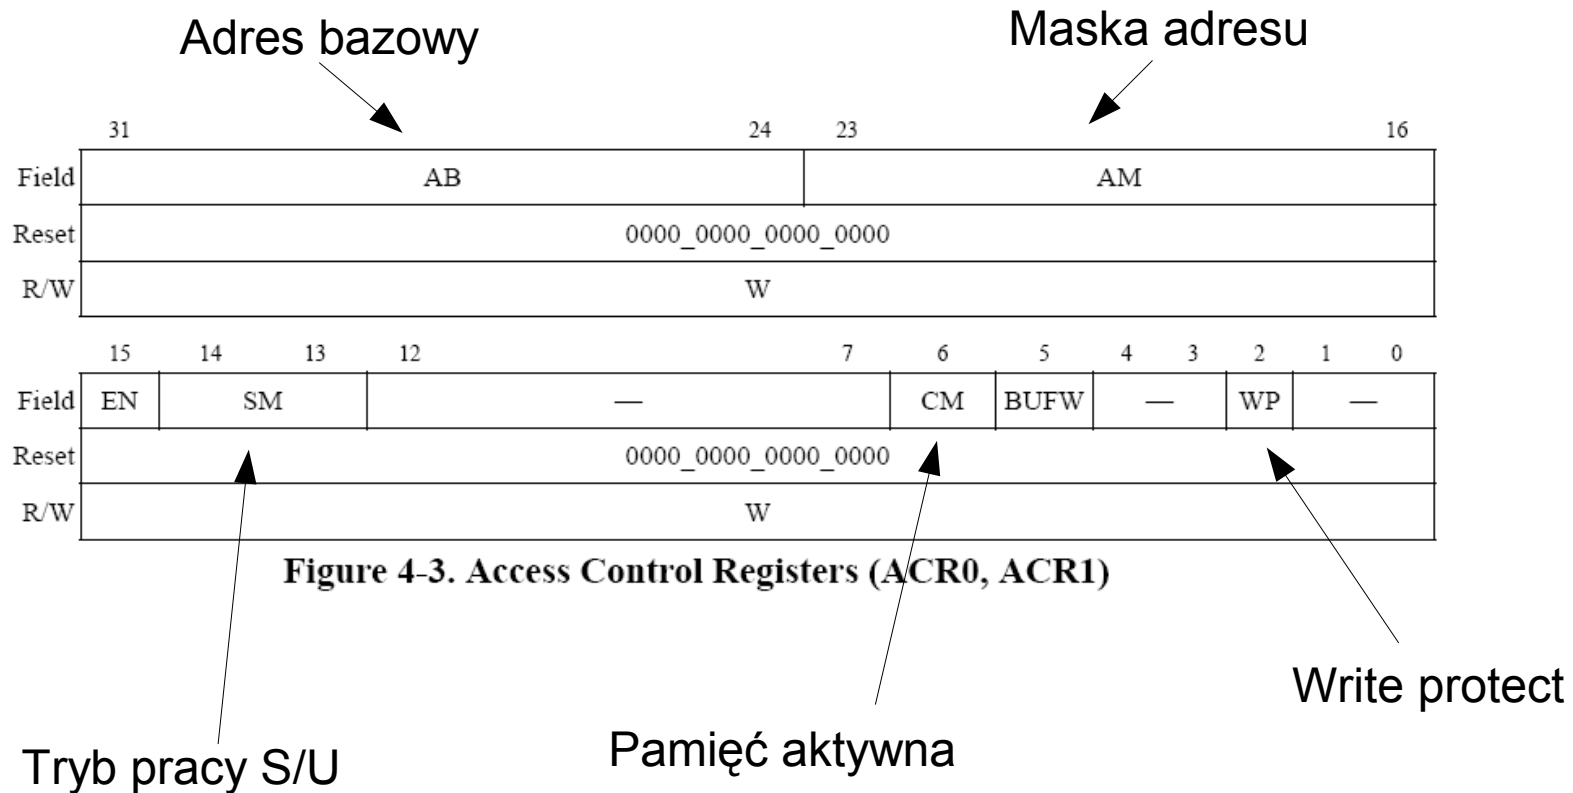 Adres bazowy Maska adresu
31 24 23 16
Field AB AM
Reset 0000_0000_0000_0000
R/W W
15 14 13 12 7 6 5 4 3 2 1 0
Field EN SM — CM BUFW — WP —
Reset 0000_0000_0000_0000
R/W W
Figure 4-3. Access Control Registers (ACR0, ACR1)
Write protect
Pamięć aktywna
Tryb pracy S/U